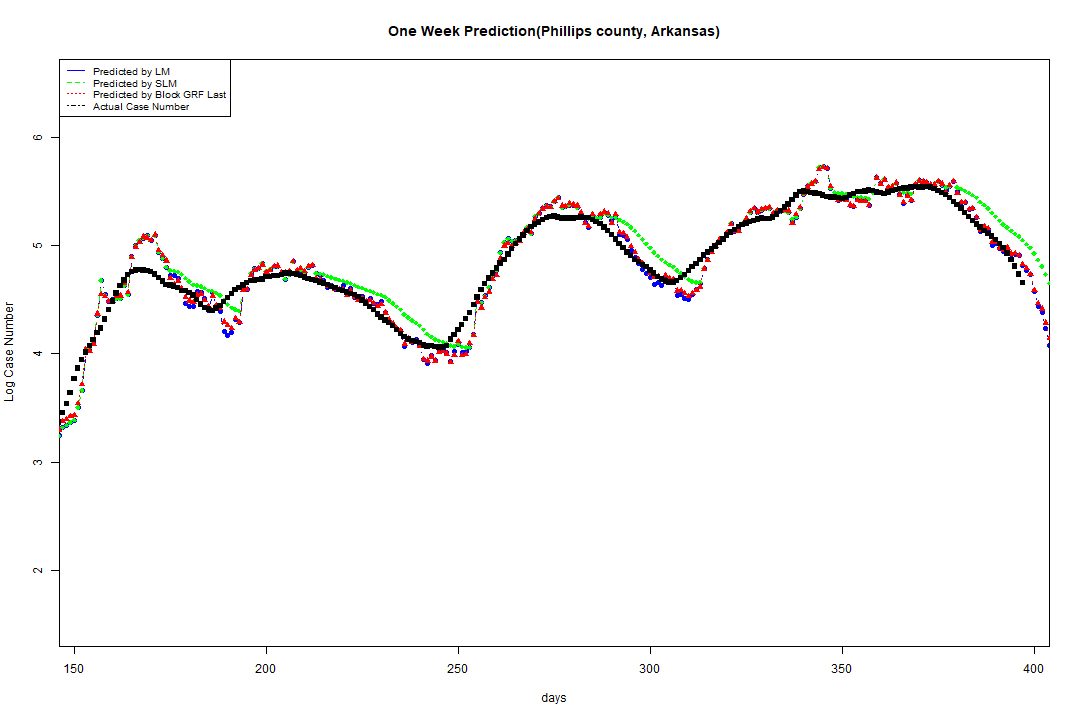 One Week Prediction(Phillips county, Arkansas)
Predicted by LM
Predicted by SLM
Predicted by Block GRF Last
Actual Case Number
6
5
4
3
2
Log Case Number
150 200 250 300 350 400
days